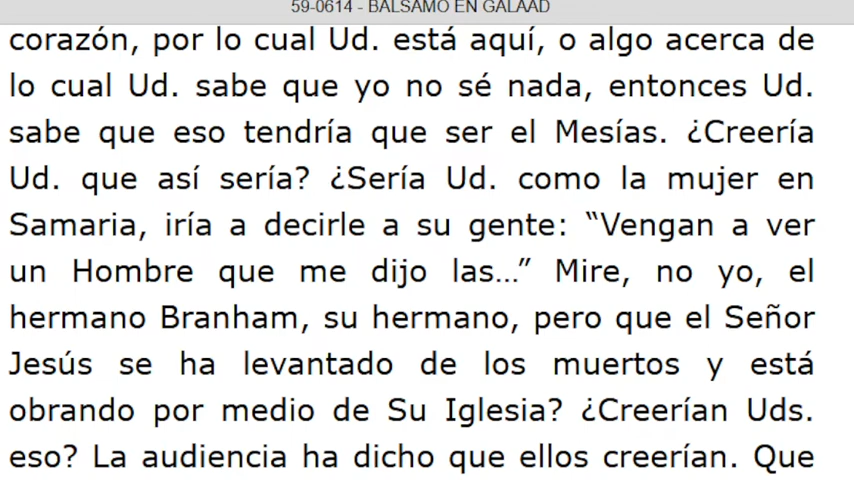 59-0614 - BALSAMO EN GALAAD
corazón, por lo cual Ud. está aquí, o algo acerca de
lo cual Ud. sabe que yo no sé nada, entonces Ud.
sabe que eso tendría que ser el Mesías. ¿Creería
Ud. que así sería? ¿Sería Ud. como la mujer en
Samaria, iría a decirle a su gente: “Vengan a ver
un Hombre que me dijo las...” Mire, no yo, el
hermano Branham, su hermano, pero que el Señor
Jesús se ha levantado de los muertos y está
obrando por medio de Su Iglesia? ¿Creerían Uds.
eso? La audiencia ha dicho que ellos creerían. Que